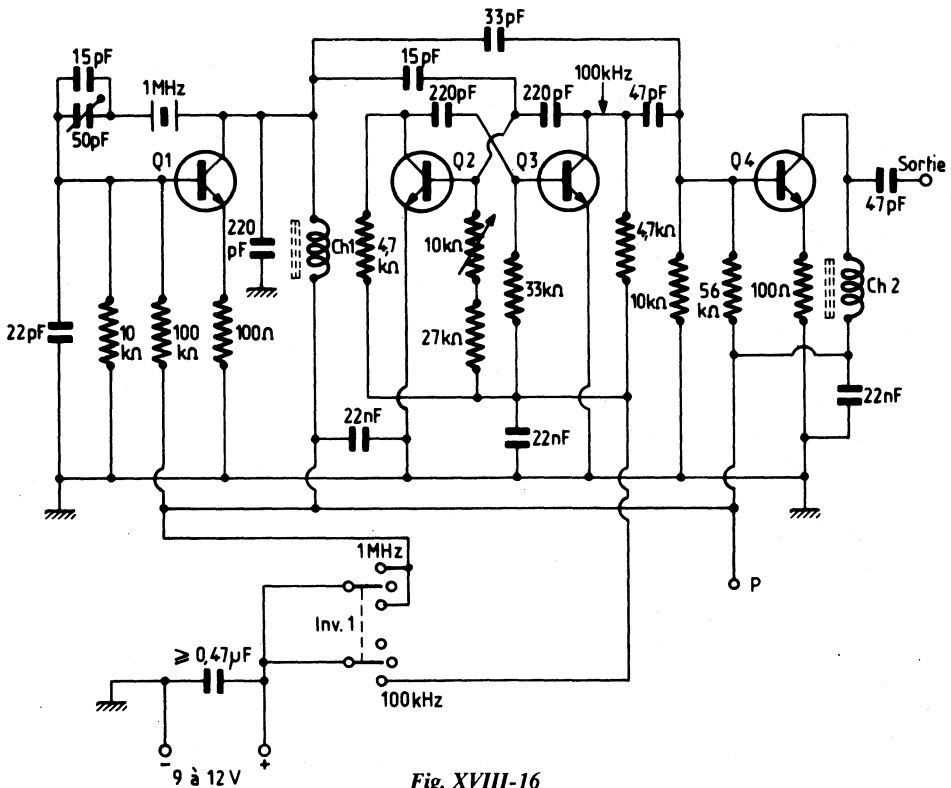 33pF
15pF
15pF
1MHz
50pF
220pF
220pF
100kHz
47pF
Q1
Q2
Q3
Q4
Sortie
47pF
220
pF
Ch1
4,7
kΩ
10kΩ
33kΩ
4,7kΩ
10kΩ
56
kΩ
100Ω
Ch 2
22pF
10
kΩ
100
kΩ
100Ω
27kΩ
22nF
22nF
22nF
1MHz
P
Inv. 1
⩾ 0,47µF
100kHz
-
+
9 à 12 V
Fig. XVIII-16